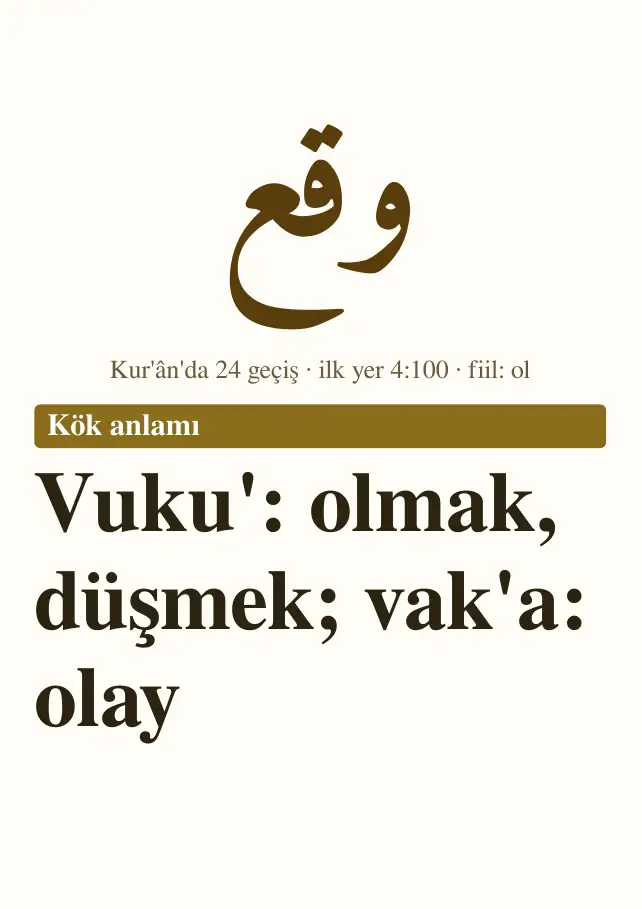 وقع
Kur'ân'da 24 geçiş · ilk yer 4:100 · fiil: ol
Kök anlamı
Vuku': olmak,
düşmek; vak'a:
olay